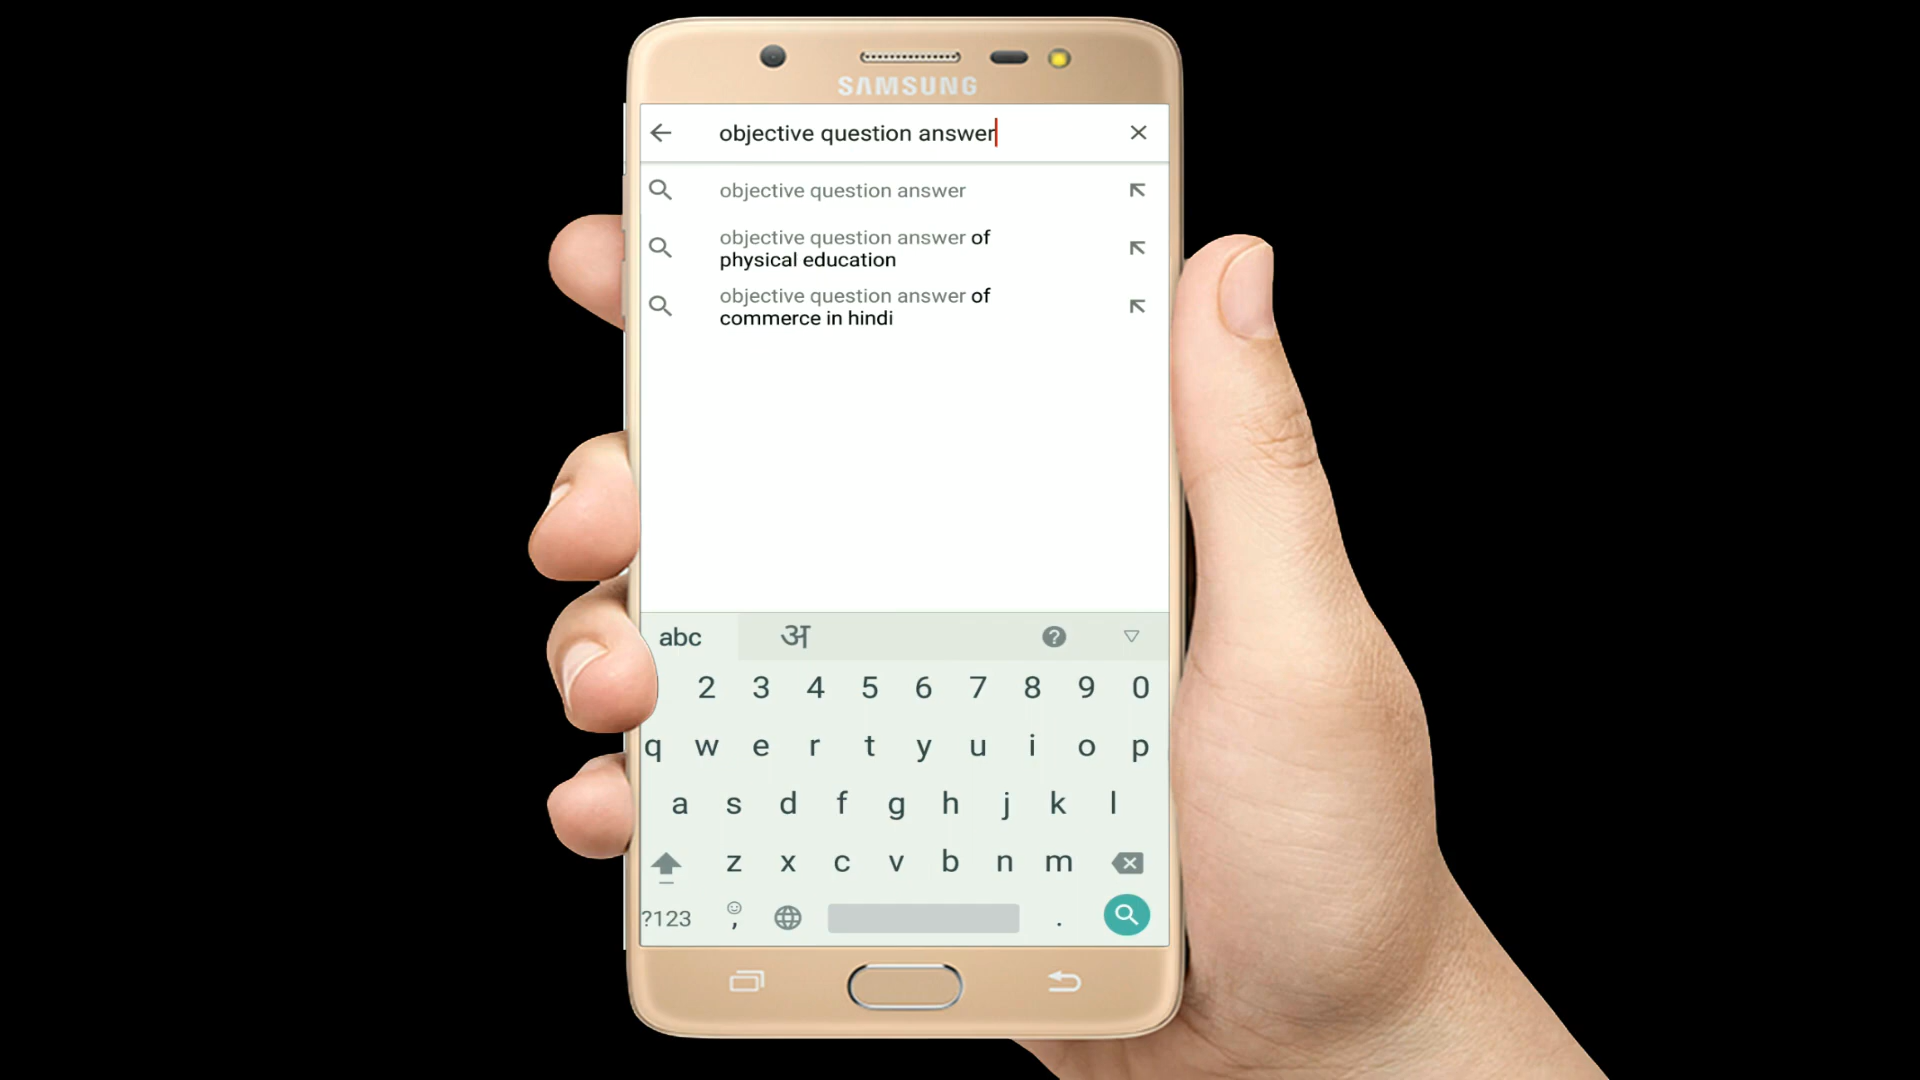 SAMSUNG
objective question answer
objective question answer
objective question answer of
physical education
objective question answer of
commerce in hindi
abc अ ?
2 3 4 5 6 7 8 9 0
q w e r t y u i o p
a s d f g h j k l
z x c v b n m
?123 , .